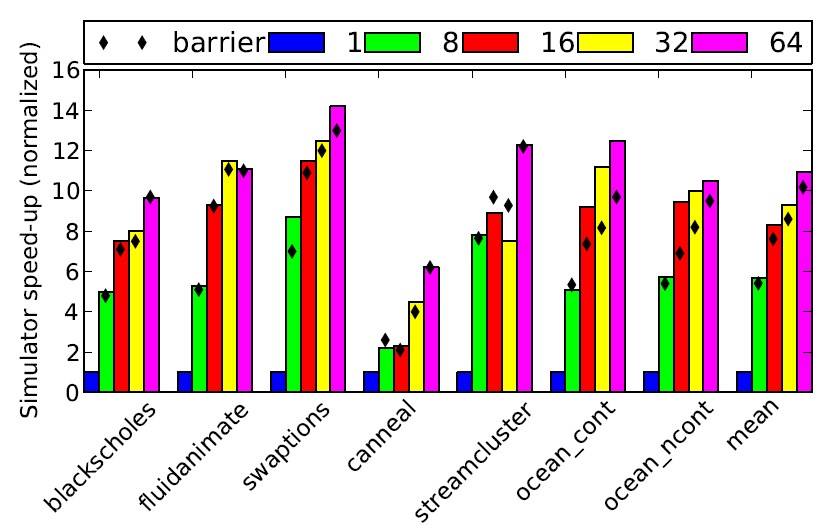 barrier 1 8 16 32 64
Simulator speed-up (normalized)
16
14
12
10
8
6
4
2
0
blackscholes
fluidanimate
swaptions
canneal
streamcluster
ocean_cont
ocean_ncont
mean